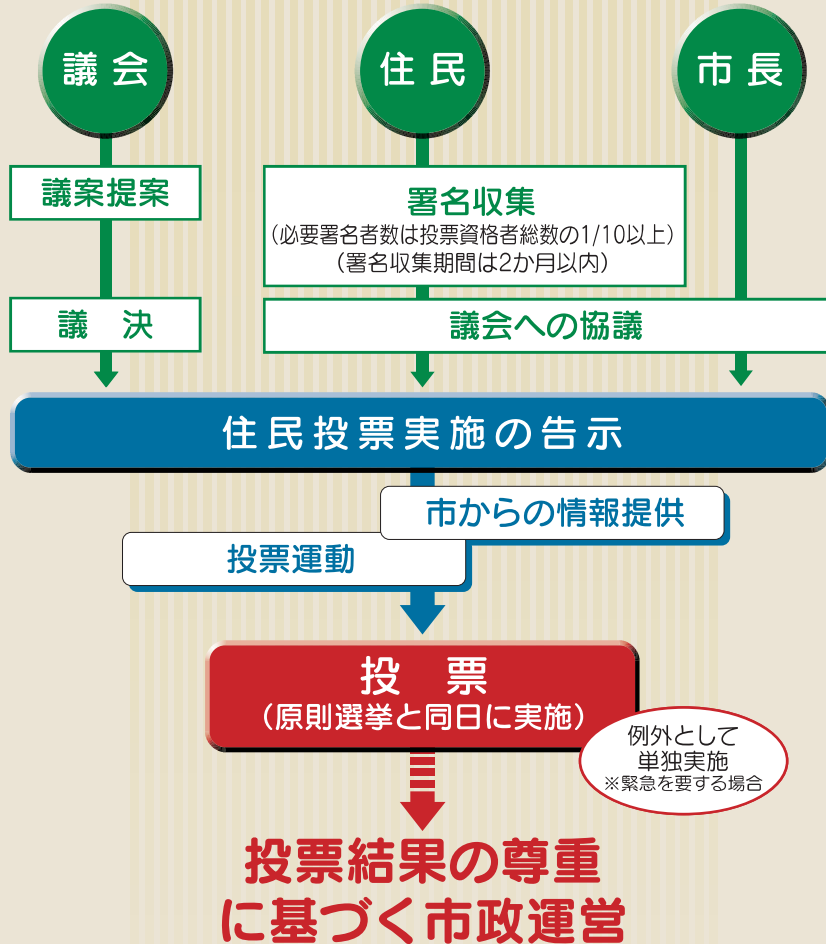 議会
住民
市長
議案提案
署名収集
(必要署名者数は投票資格者総数の1/10以上)
(署名収集期間は2か月以内)
議決
議会への協議
住民投票実施の告示
市からの情報提供
投票運動
投票
(原則選挙と同日に実施)
例外として
単独実施
※緊急を要する場合
投票結果の尊重
に基づく市政運営